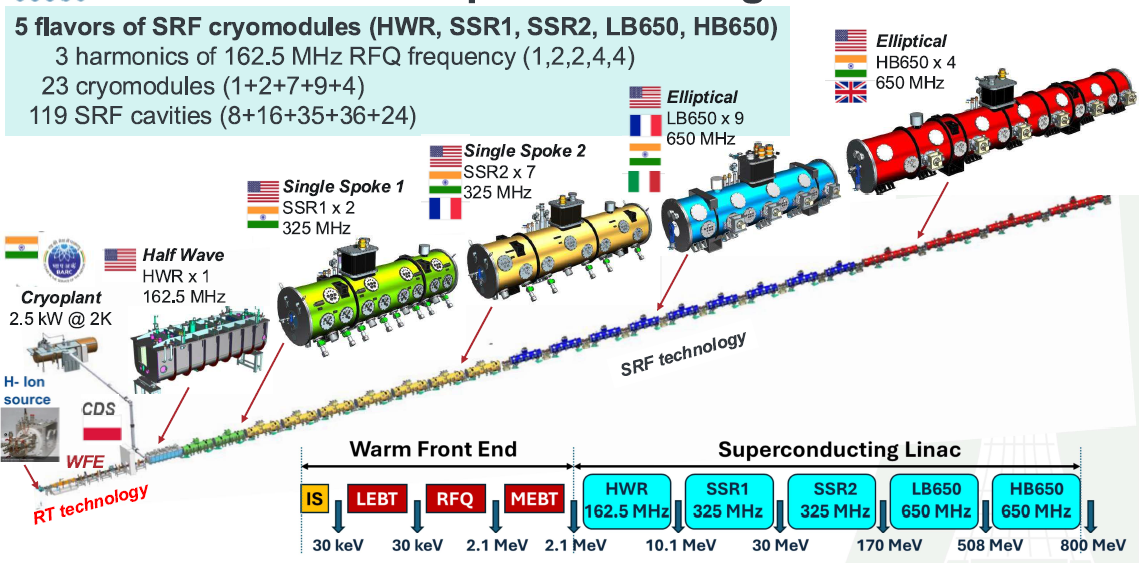 5 flavors of SRF cryomodules (HWR, SSR1, SSR2, LB650, HB650)
3 harmonics of 162.5 MHz RFQ frequency (1,2,2,4,4)
23 cryomodules (1+2+7+9+4)
119 SRF cavities (8+16+35+36+24)
Elliptical
HB650 x 4
650 MHz
Elliptical
LB650 x 9
650 MHz
Single Spoke 2
SSR2 x 7
325 MHz
Single Spoke 1
SSR1 x 2
325 MHz
Half Wave
HWR x 1
162.5 MHz
BARC
Cryoplant
2.5 kW @ 2K
H- Ion
source
CDS
WFE
RT technology
SRF technology
Warm Front End
Superconducting Linac
IS
LEBT
RFQ
MEBT
HWR
162.5 MHz
SSR1
325 MHz
SSR2
325 MHz
LB650
650 MHz
HB650
650 MHz
30 keV
30 keV
2.1 MeV
2.1 MeV
10.1 MeV
30 MeV
170 MeV
508 MeV
800 MeV